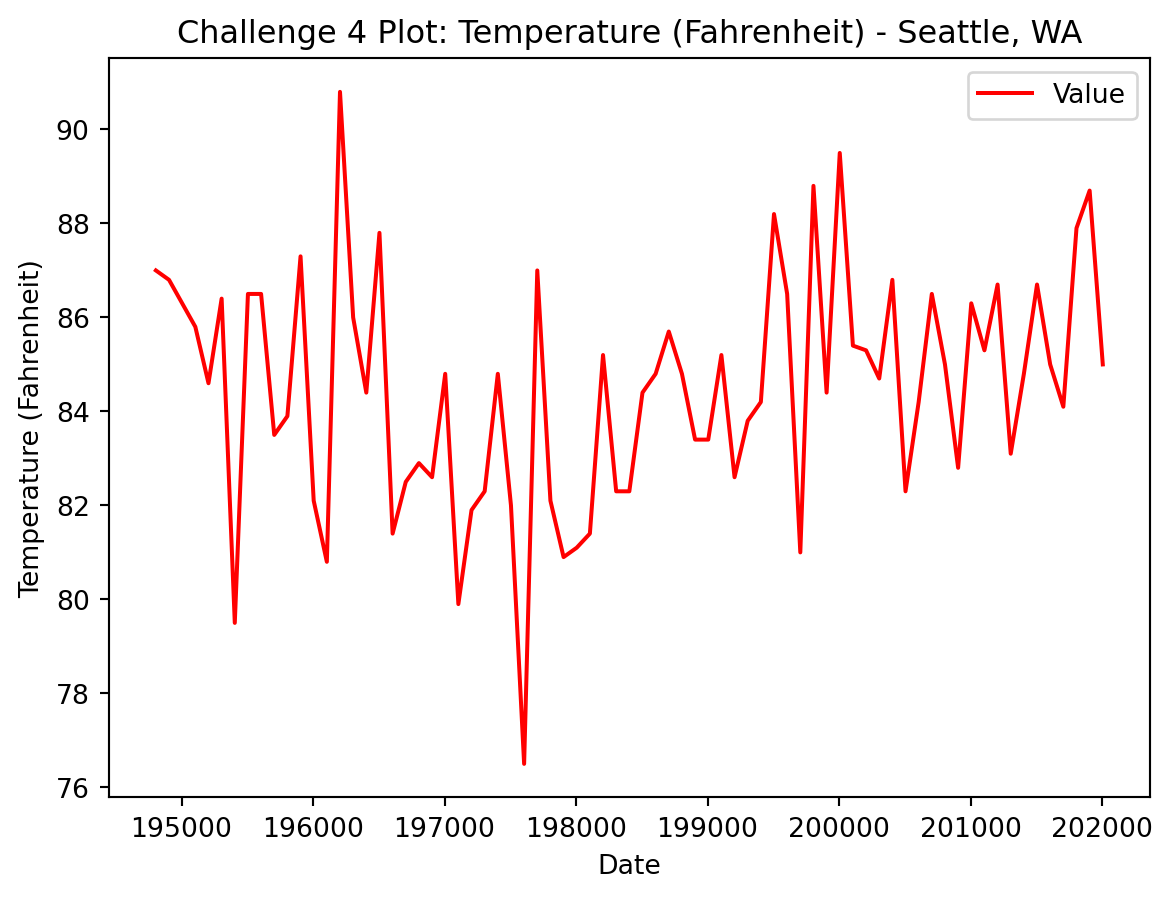 Challenge 4 Plot: Temperature (Fahrenheit) - Seattle, WA
Value
Temperature (Fahrenheit)
90
88
86
84
82
80
78
76
195000 196000 197000 198000 199000 200000 201000 202000
Date